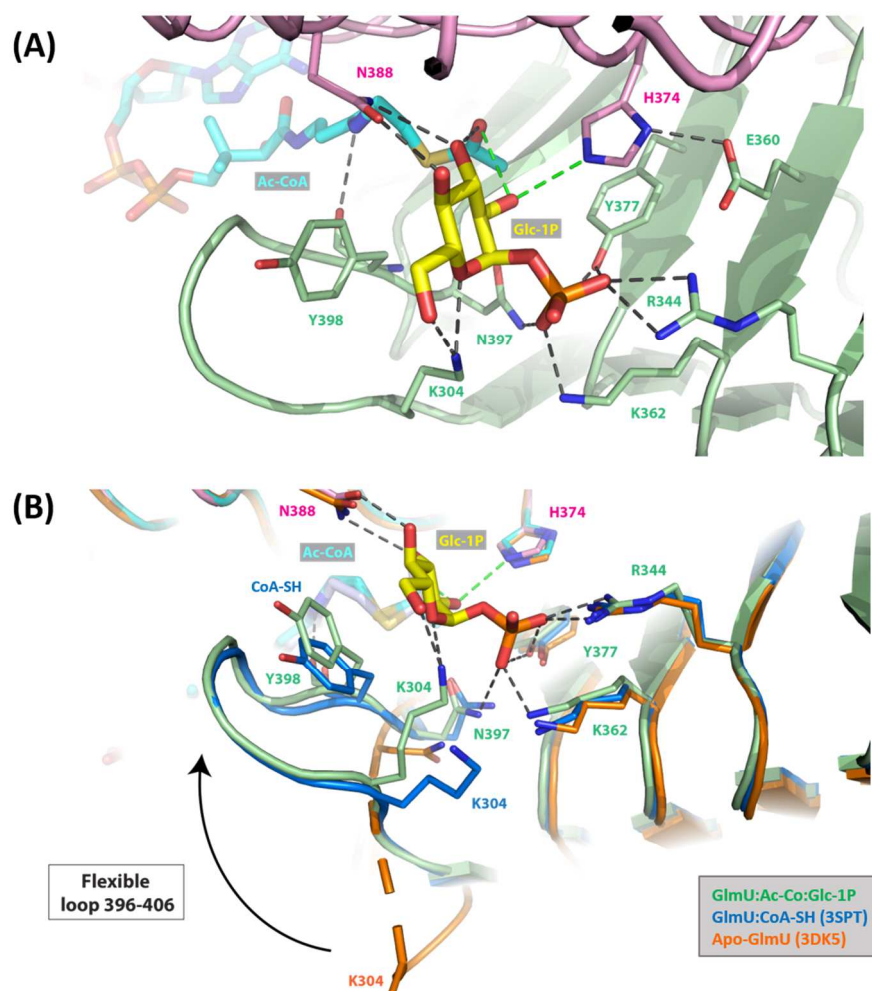 (A)
N388
H374
E360
Ac-CoA
Y377
Glc-1P
Y398
R344
N397
K304
K362
(B)
N388
H374
Glc-1P
Ac-CoA
R344
CoA-SH
Y377
Y398
K304
N397
K362
K304
Flexible
loop 396-406
GlmU:Ac-Co:Glc-1P
GlmU:CoA-SH (3SPT)
Apo-GlmU (3DK5)
K304